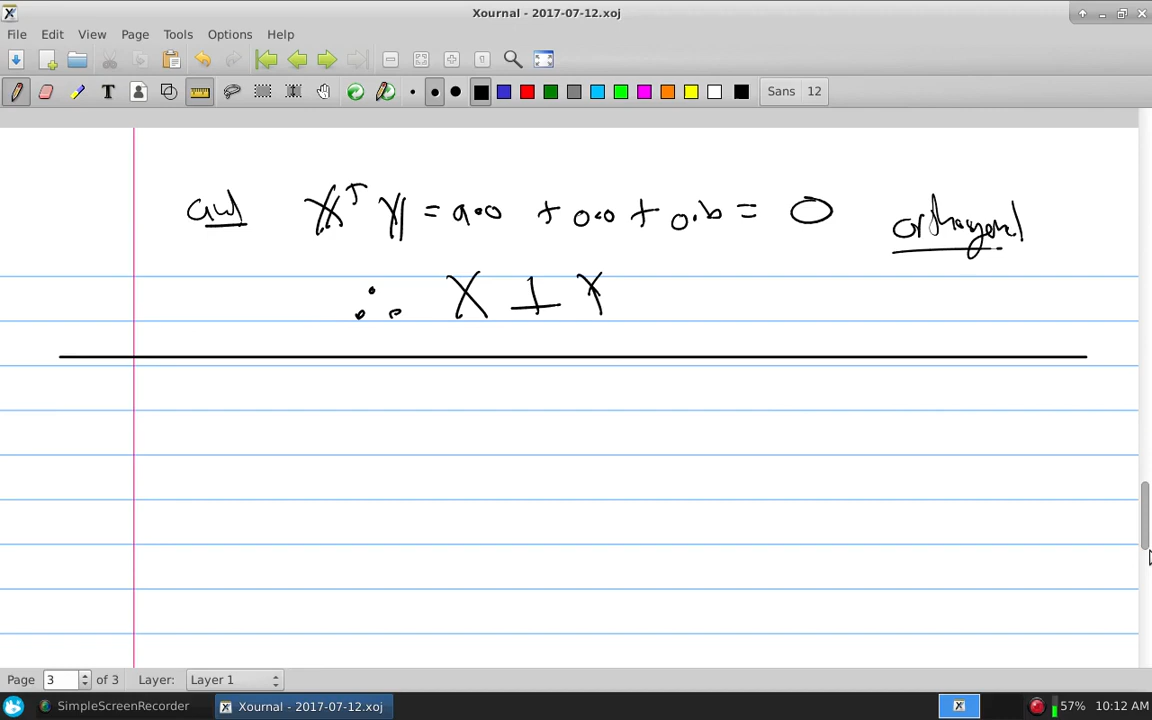 Xournal - 2017-07-12.xoj
File Edit View Page Tools Options Help
Sans 12
and X^T Y = a·0 + 0·0 + 0·b = 0 orthogonal
∴ X ⊥ Y
Page 3 of 3 Layer: Layer 1
SimpleScreenRecorder Xournal - 2017-07-12.xoj 57% 10:12 AM